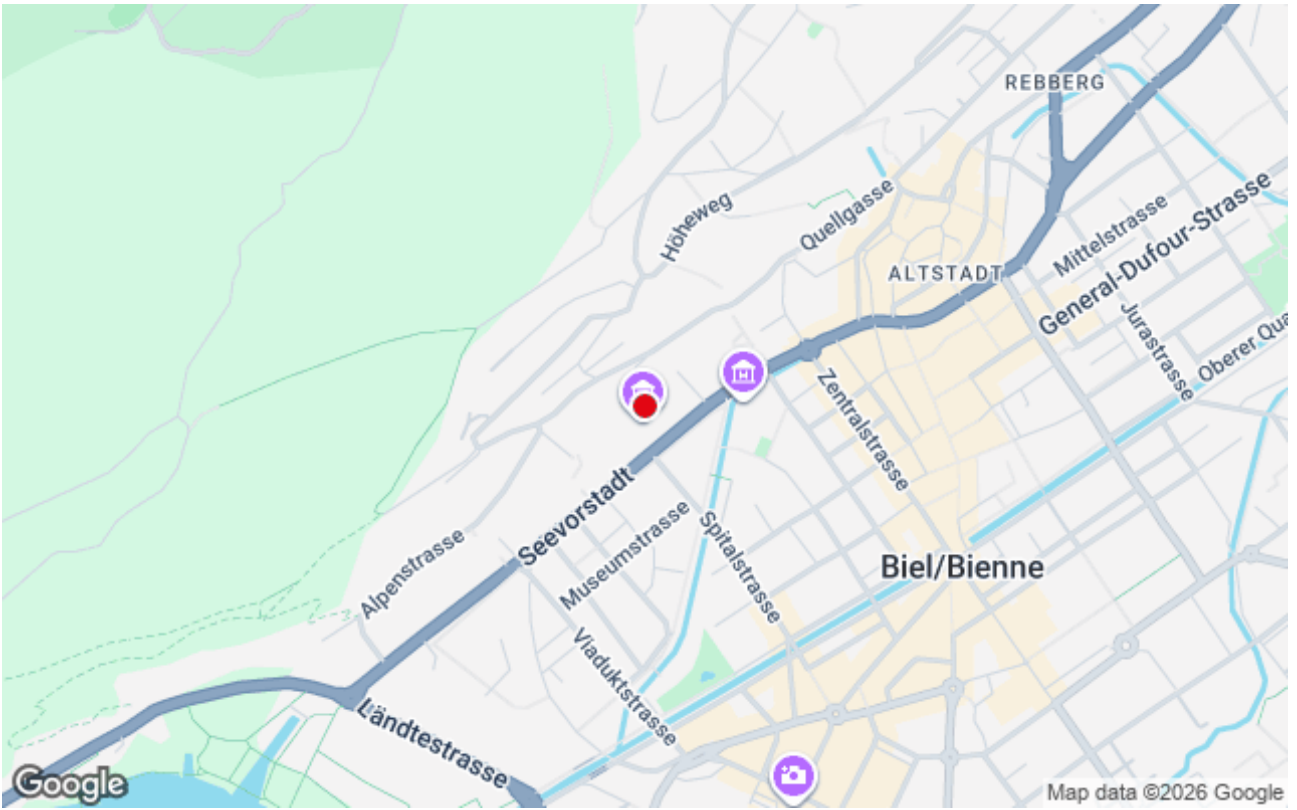 REBBERG
Höheweg
Quellgasse
Mittelstrasse
General-Dufour-Strasse
ALTSTADT
Jurastrasse
Oberer Qua
Zentralstrasse
Seevorstadt
Museumstrasse
Spitalstrasse
Alpenstrasse
Biel/Bienne
Viaduktstrasse
Ländtestrasse
Google
Map data ©2026 Google